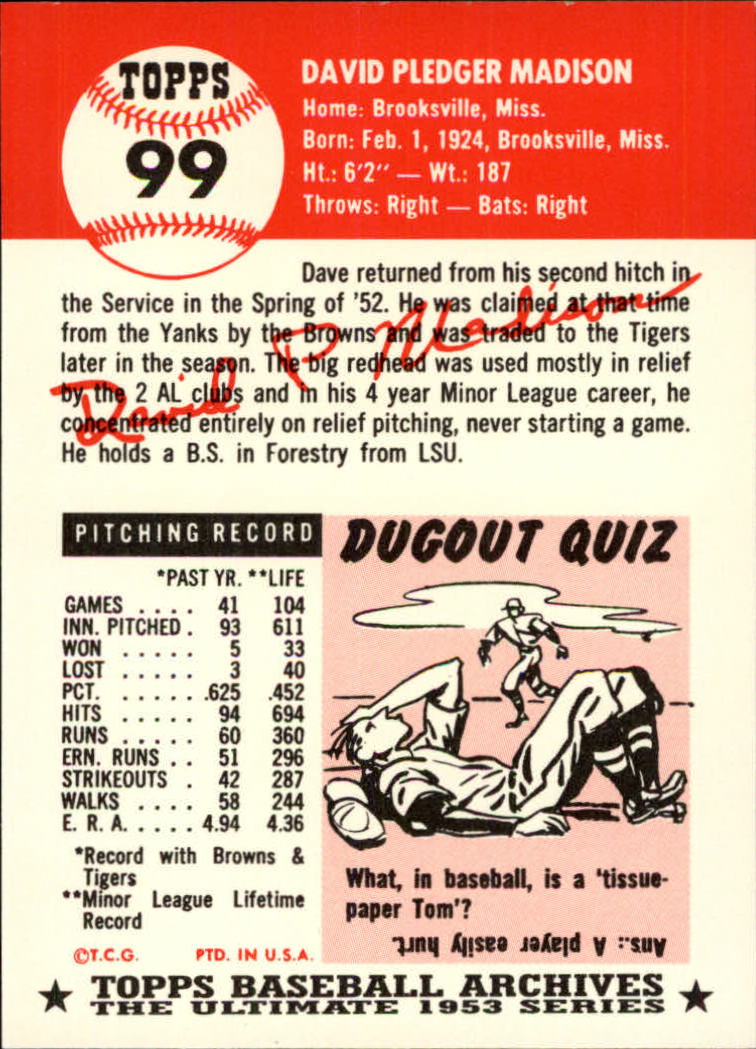 TOPPS
99
DAVID PLEDGER MADISON
Home: Brooksville, Miss.
Born: Feb. 1, 1924, Brooksville, Miss.
Ht.: 6'2" — Wt.: 187
Throws: Right — Bats: Right
Dave returned from his second hitch in
the Service in the Spring of '52. He was claimed at that time
from the Yanks by the Browns and was traded to the Tigers
later in the season. The big redhead was used mostly in relief
by the 2 AL clubs and in his 4 year Minor League career, he
concentrated entirely on relief pitching, never starting a game.
He holds a B.S. in Forestry from LSU.
David P Madison
PITCHING RECORD
*PAST YR. **LIFE
GAMES .... 41 104
INN. PITCHED . 93 611
WON ..... 5 33
LOST ..... 3 40
PCT. ...... .625 .452
HITS ..... 94 694
RUNS ..... 60 360
ERN. RUNS .. 51 296
STRIKEOUTS . 42 287
WALKS .... 58 244
E. R. A. ..... 4.94 4.36
*Record with Browns &
Tigers
**Minor League Lifetime
Record
©T.C.G. PTD. IN U.S.A.
DUGOUT QUIZ
What, in baseball, is a 'tissue-
paper Tom'?
Ans.: A player easily hurt.
★ TOPPS BASEBALL ARCHIVES ★
THE ULTIMATE 1953 SERIES